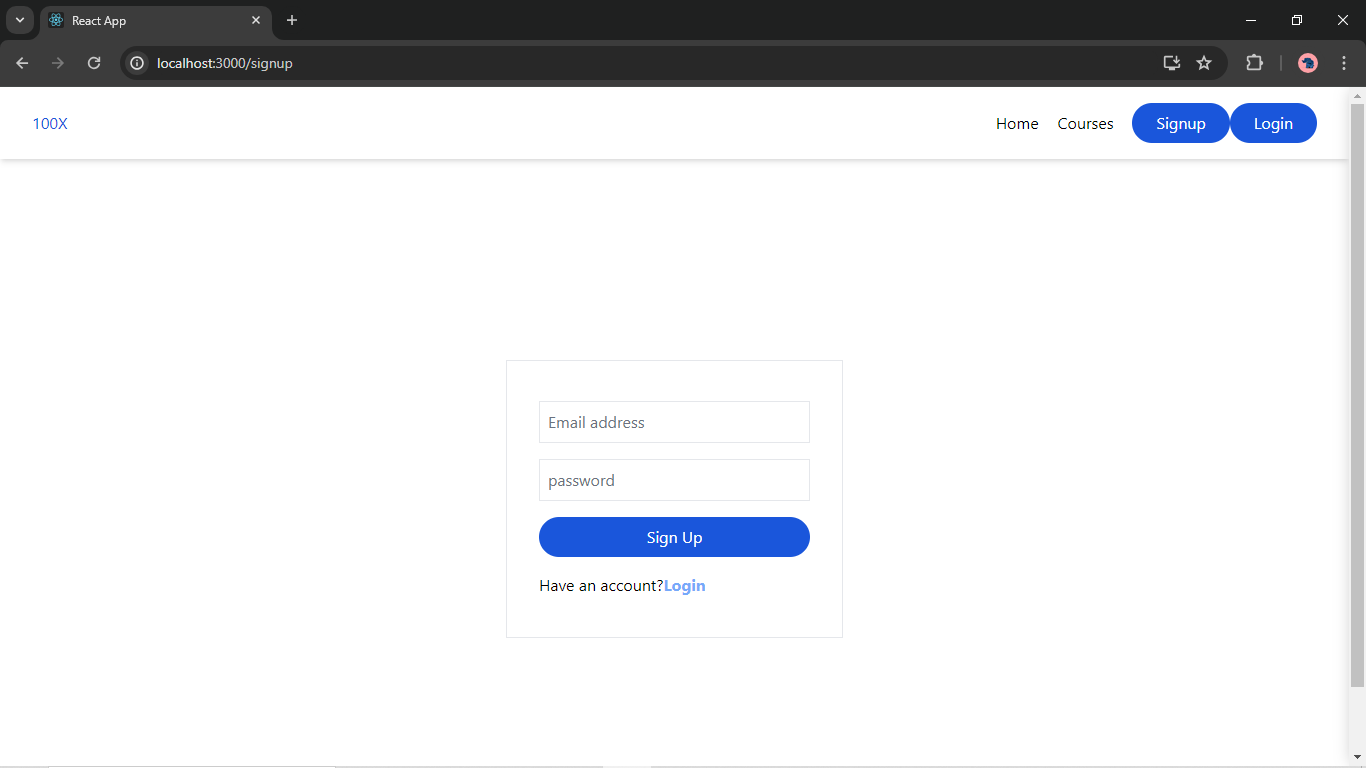 React App
localhost:3000/signup
100X
Home Courses Signup Login
Email address
password
Sign Up
Have an account?Login